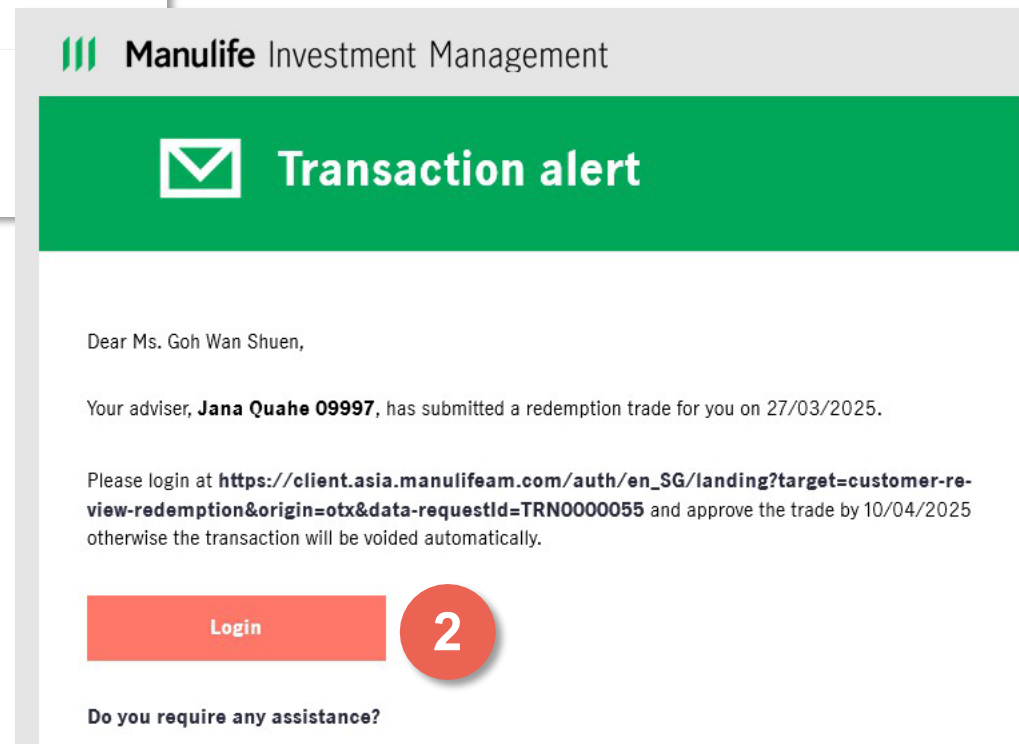 Manulife Investment Management
Transaction alert
Dear Ms. Goh Wan Shuen,
Your adviser, Jana Quahe 09997, has submitted a redemption trade for you on 27/03/2025.
Please login at https://client.asia.manulifeam.com/auth/en_SG/landing?target=customer-re-
view-redemption&origin=otx&data-requestId=TRN0000055 and approve the trade by 10/04/2025
otherwise the transaction will be voided automatically.
Login
2
Do you require any assistance?